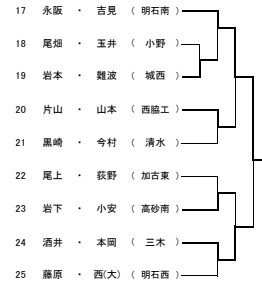 17 永阪 ・ 吉見 ( 明石南 )
18 尾畑 ・ 玉井 ( 小野 )
19 岩本 ・ 難波 ( 城西 )
20 片山 ・ 山本 ( 西脇工 )
21 黒崎 ・ 今村 ( 清水 )
22 尾上 ・ 荻野 ( 加古東 )
23 岩下 ・ 小安 ( 高砂南 )
24 酒井 ・ 本岡 ( 三木 )
25 藤原 ・ 西(大) ( 明石西 )